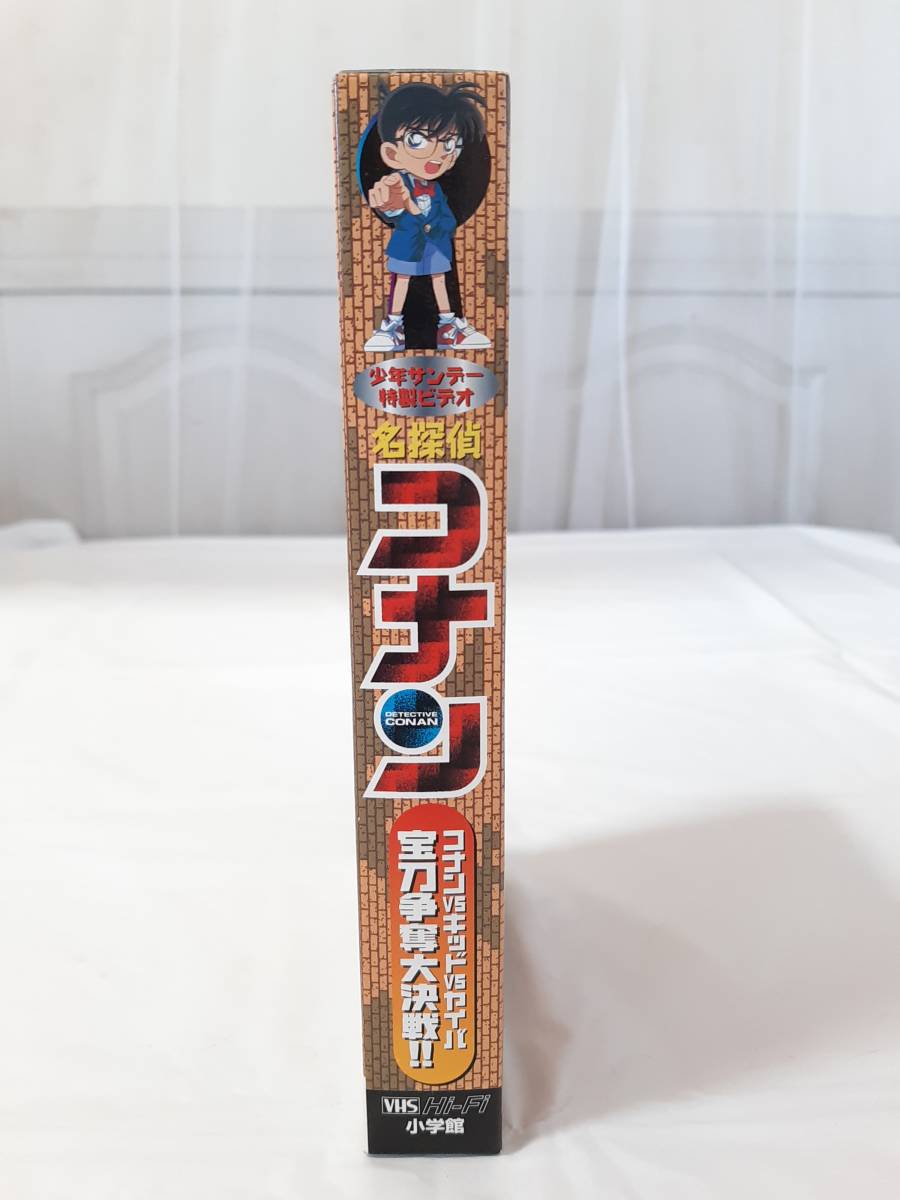 少年サンデー
特製ビデオ
名探偵
コナン
DETECTIVE
CONAN
コナンVSキッドVSヤイバ
宝刀争奪大決戦!!
VHS Hi-Fi
小学館